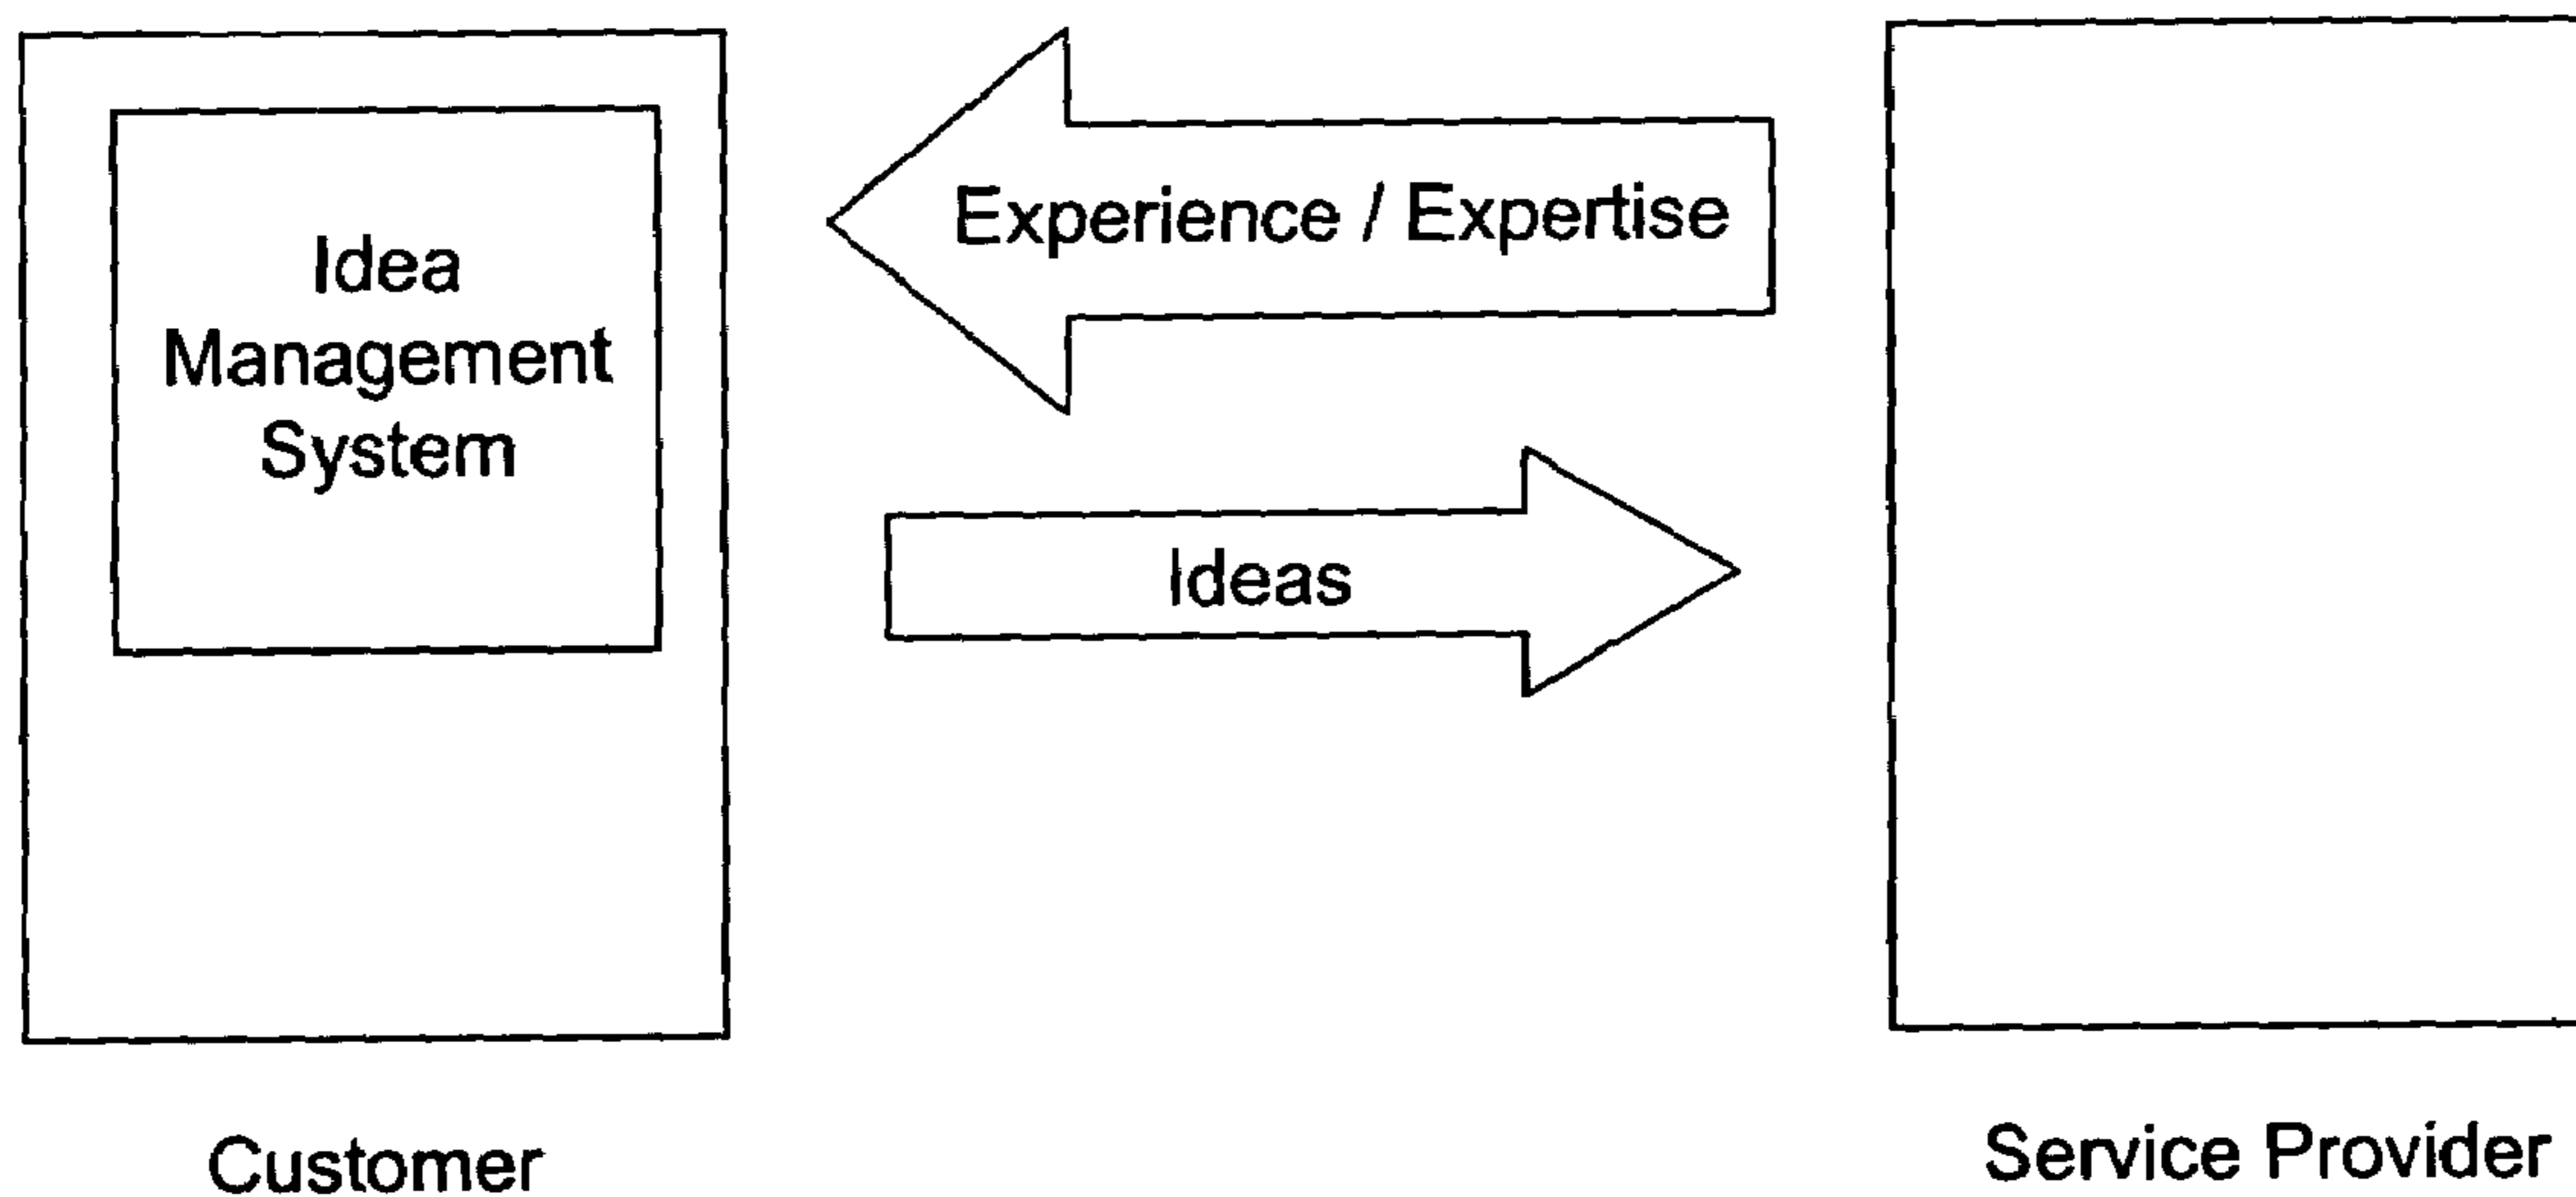 Idea
Management
System
Experience / Expertise
Ideas
Customer
Service Provider